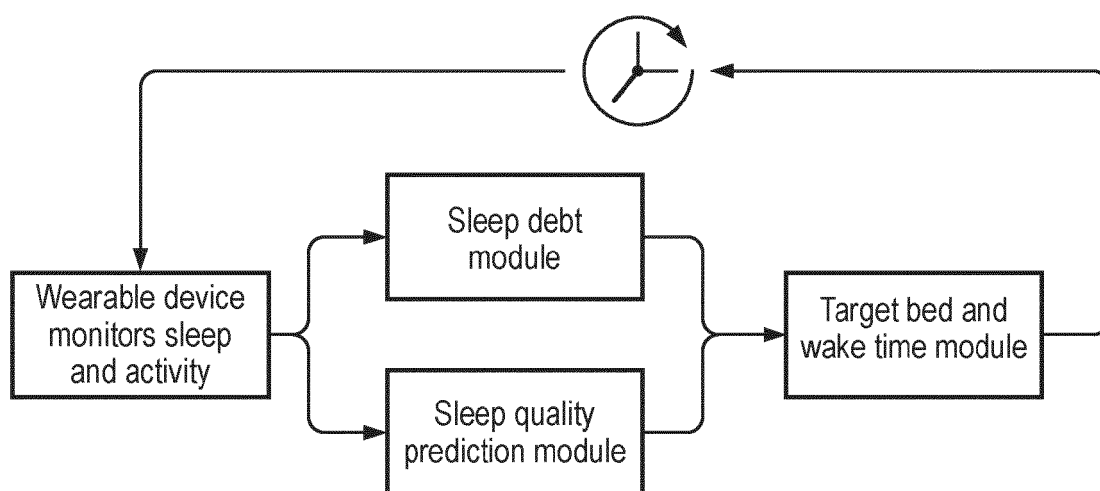 Sleep debt
module
Wearable device
monitors sleep
and activity
Target bed and
wake time module
Sleep quality
prediction module